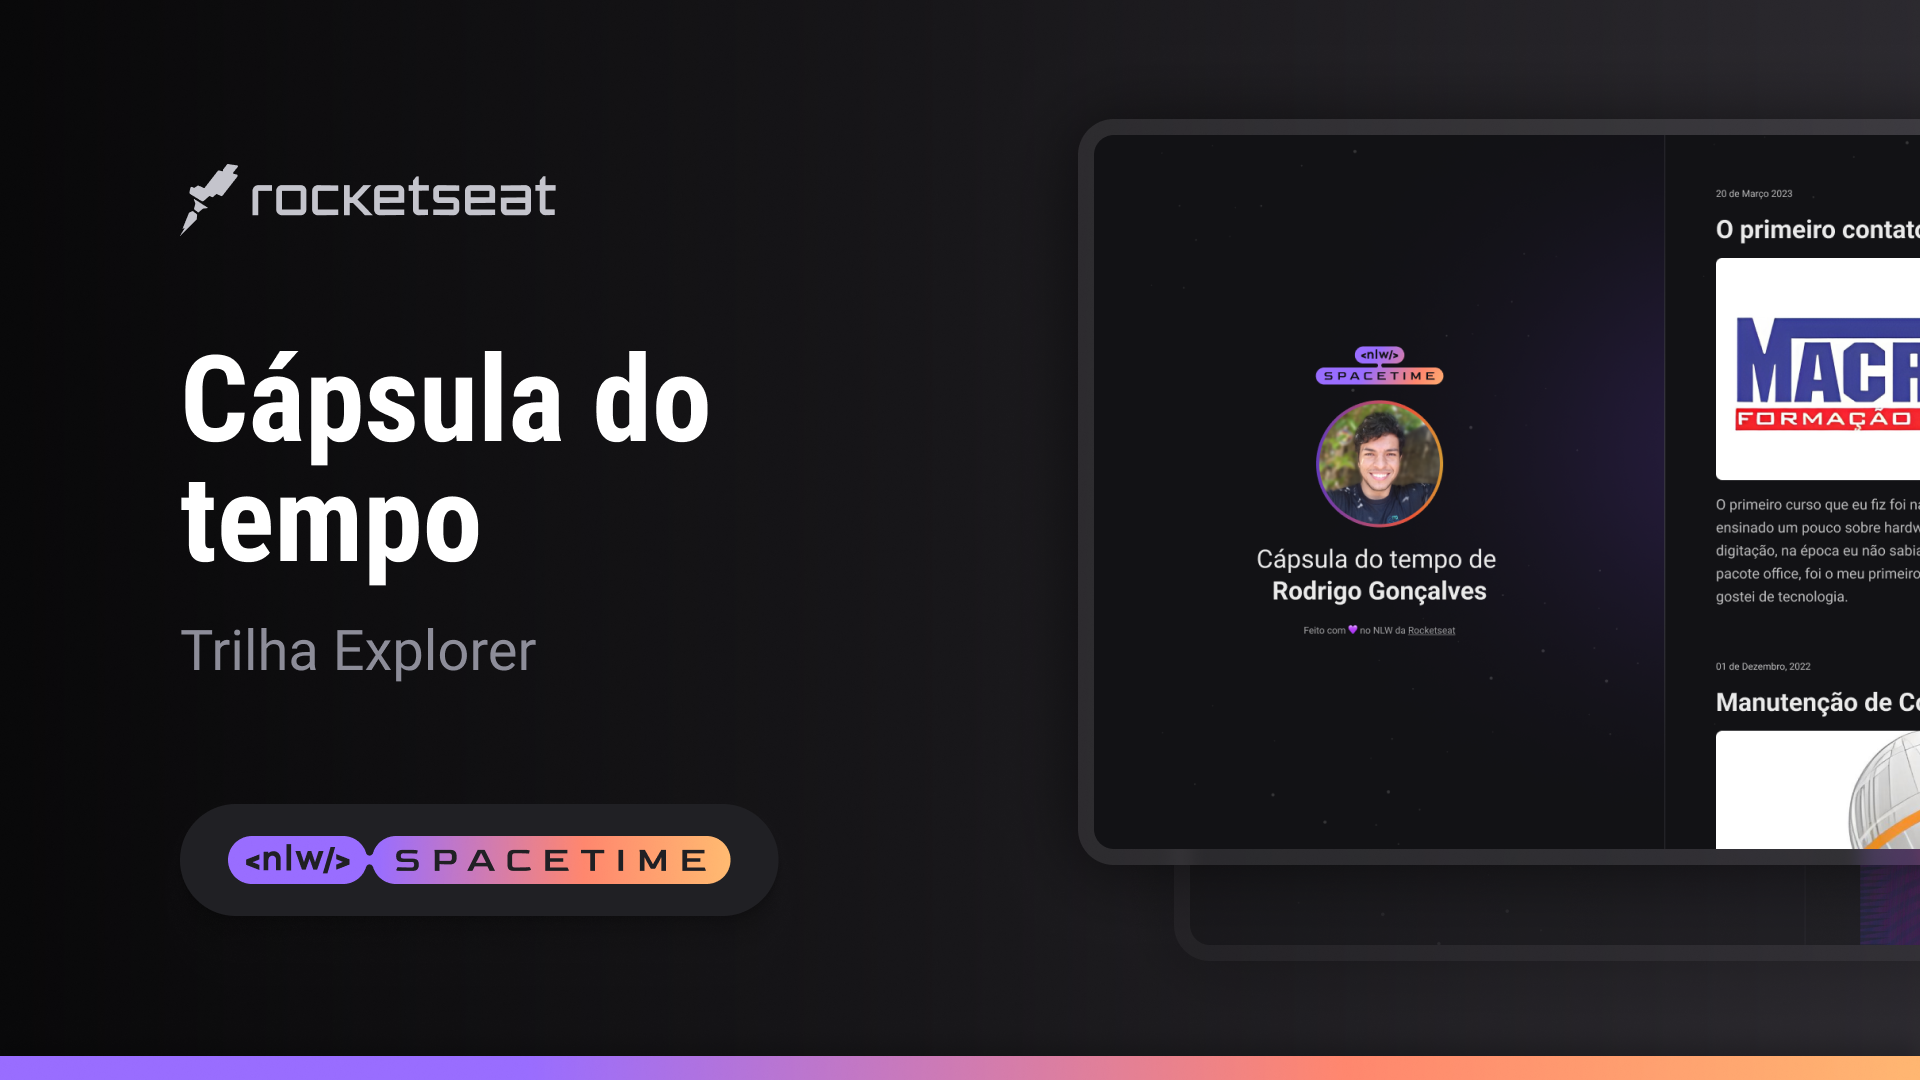 rocketseat
Cápsula do
tempo
Trilha Explorer
<nlw/> SPACETIME
<nlw/>
SPACETIME
Cápsula do tempo de
Rodrigo Gonçalves
Feito com 💜 no NLW da Rocketseat
20 de Março 2023
O primeiro contato
FORMAÇÃO
O primeiro curso que eu fiz foi
ensinado um pouco sobre
digitação, na época eu não sabia
pacote office, foi o meu primeiro
gostei de tecnologia.
01 de Dezembro, 2022
Manutenção de